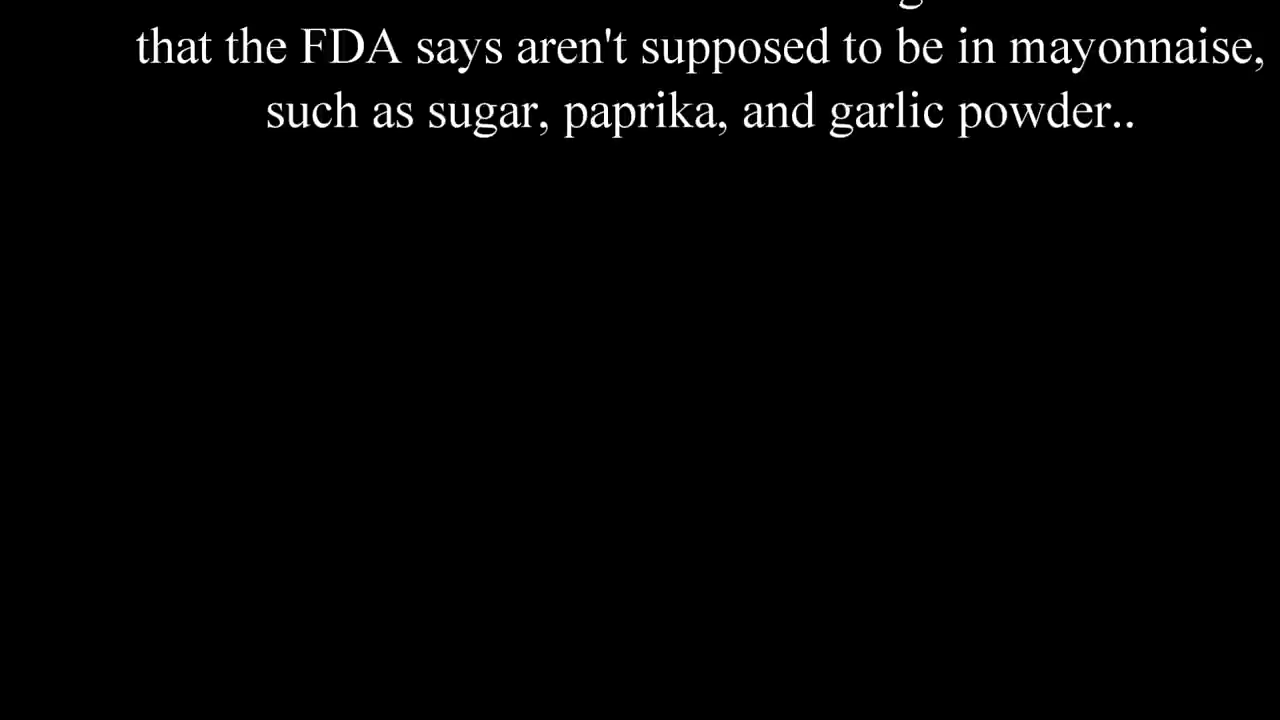 that the FDA says aren't supposed to be in mayonnaise,
such as sugar, paprika, and garlic powder..